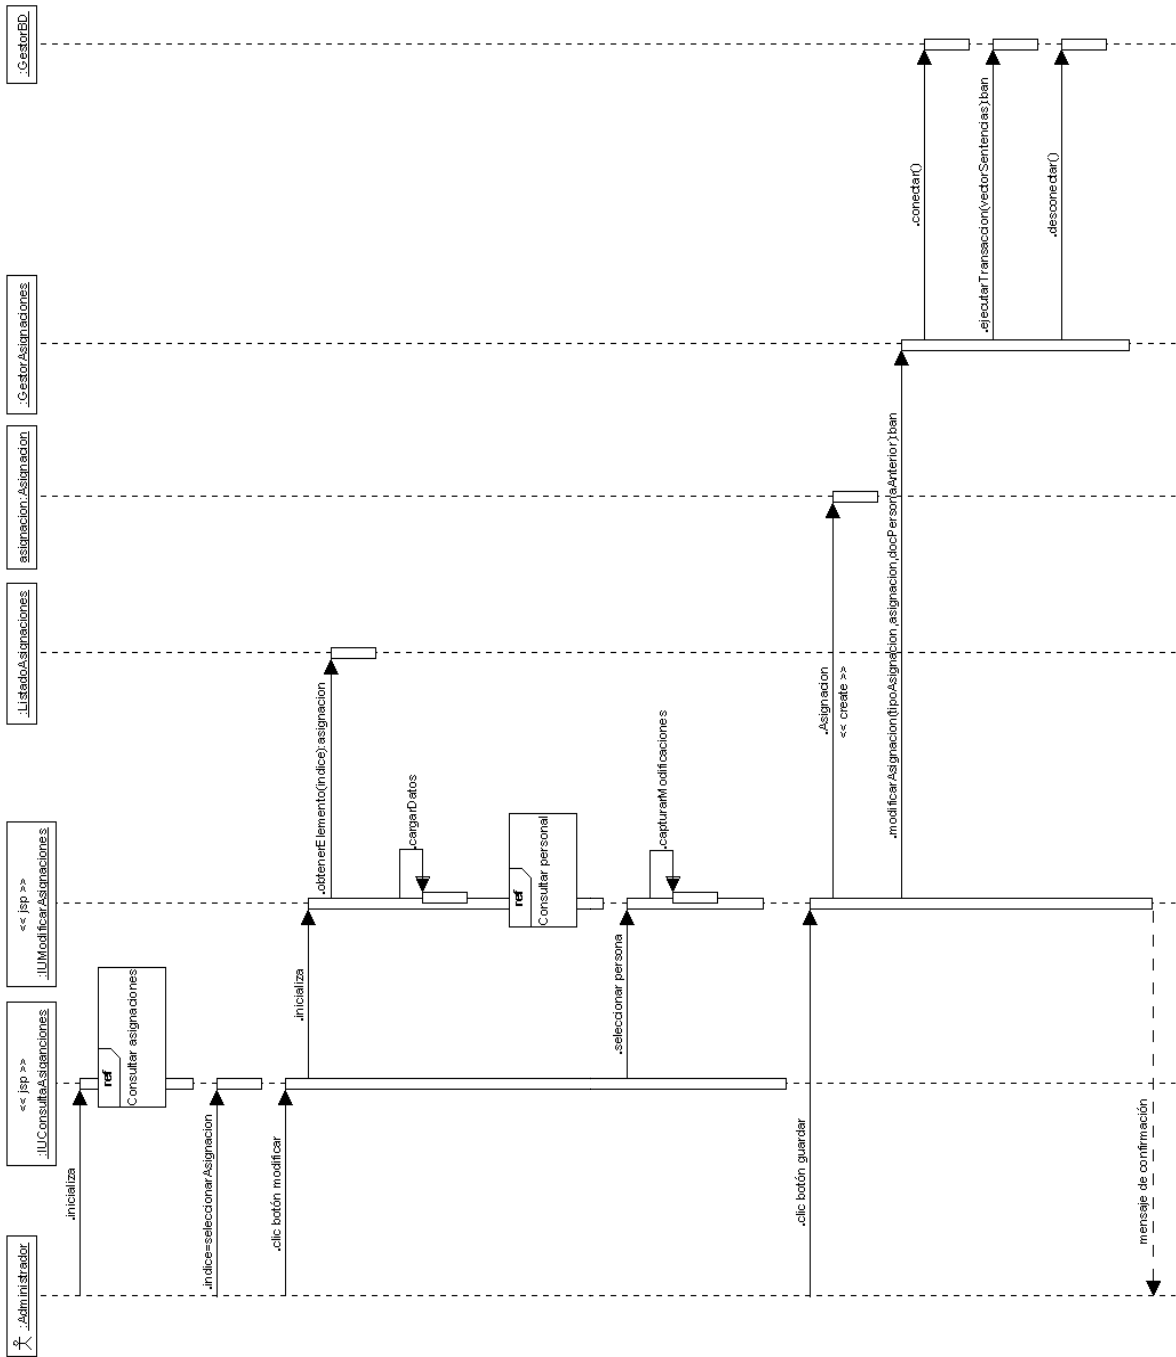 :Administrador
<< jsp >>
:IUConsultaAsiganciones
<< jsp >>
:IUModificarAsignaciones
:ListadoAsignaciones
asignacion:Asignacion
:GestorAsignaciones
:GestorBD
.inicializa
ref
Consultar asignaciones
.indice=seleccionarAsignacion
.clic botón modificar
.inicializa
.obtenerElemento(indice):asignacion
.cargarDatos
ref
Consultar personal
.seleccionar persona
.capturarModificaciones
.clic botón guardar
.Asignacion
<< create >>
.modificarAsignacion(tipoAsignacion,asignacion,docPersonaAnterior):ban
.conectar()
.ejecutarTransaccion(vectorSentencias):ban
.desconectar()
mensaje de confirmación